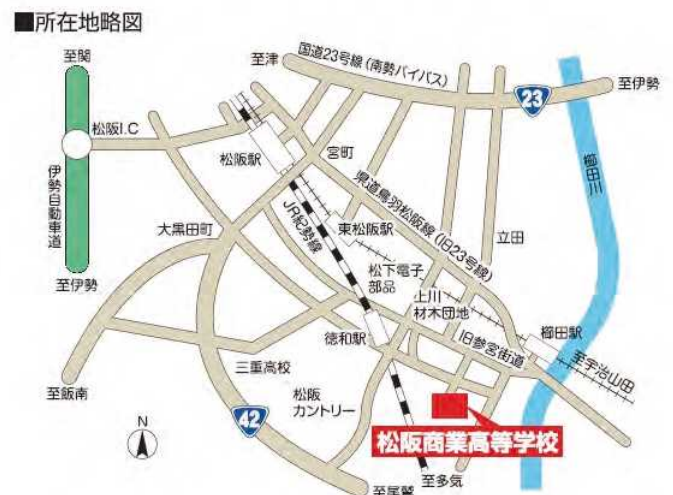 ■所在地略図
至関
至津
国道23号線(南勢バイパス)
至伊勢
23
松阪I.C
松阪駅
宮町
櫛田川
伊勢自動車道
県道鳥羽松阪線(旧23号線)
JR紀勢線
大黒田町
東松阪駅
立田
松下電子
部品
至伊勢
上川
材木団地
徳和駅
旧参宮街道
櫛田駅
至宇治山田
三重高校
至飯南
松阪
カントリー
42
N
松阪商業高等学校
至多気
至尾鷲